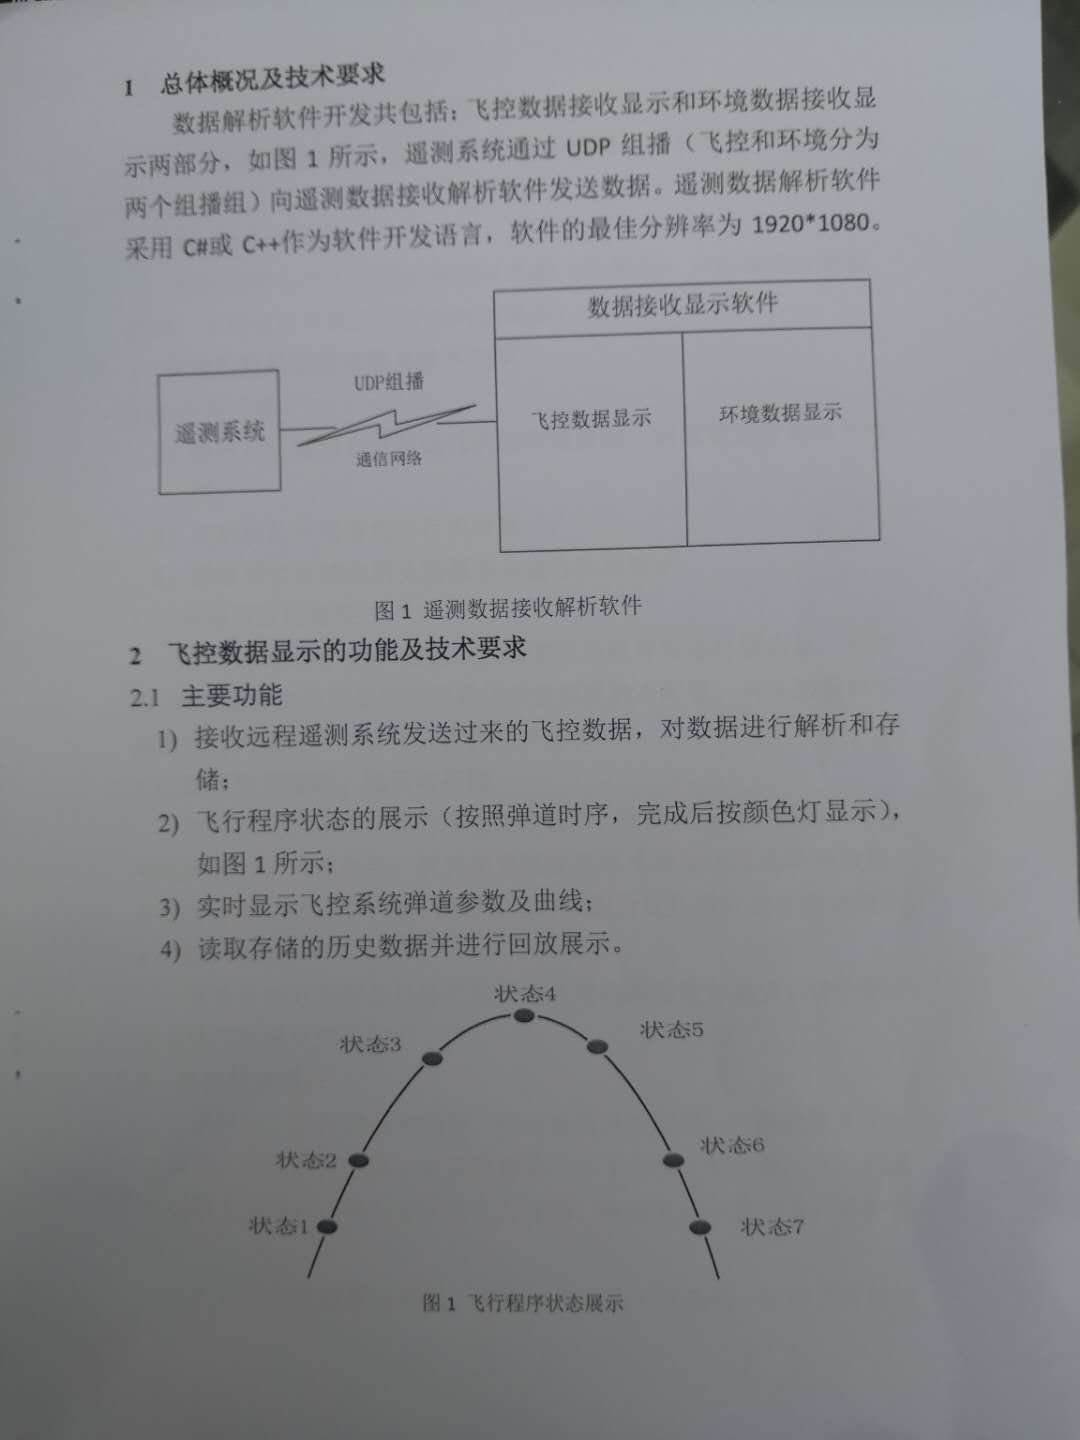 1 总体概况及技术要求
数据解析软件开发共包括：飞控数据接收显示和环境数据接收显
示两部分，如图 1 所示，遥测系统通过 UDP 组播（飞控和环境分为
两个组播组）向遥测数据接收解析软件发送数据。遥测数据解析软件
采用 C#或 C++作为软件开发语言，软件的最佳分辨率为 1920*1080。
数据接收显示软件
UDP组播
遥测系统
飞控数据显示
环境数据显示
通信网络
图 1 遥测数据接收解析软件
2 飞控数据显示的功能及技术要求
2.1 主要功能
1) 接收远程遥测系统发送过来的飞控数据，对数据进行解析和存
储；
2) 飞行程序状态的展示（按照弹道时序，完成后按颜色灯显示），
如图 1 所示；
3) 实时显示飞控系统弹道参数及曲线；
4) 读取存储的历史数据并进行回放展示。
状态4
状态3
状态5
状态2
状态6
状态1
状态7
图 1 飞行程序状态展示